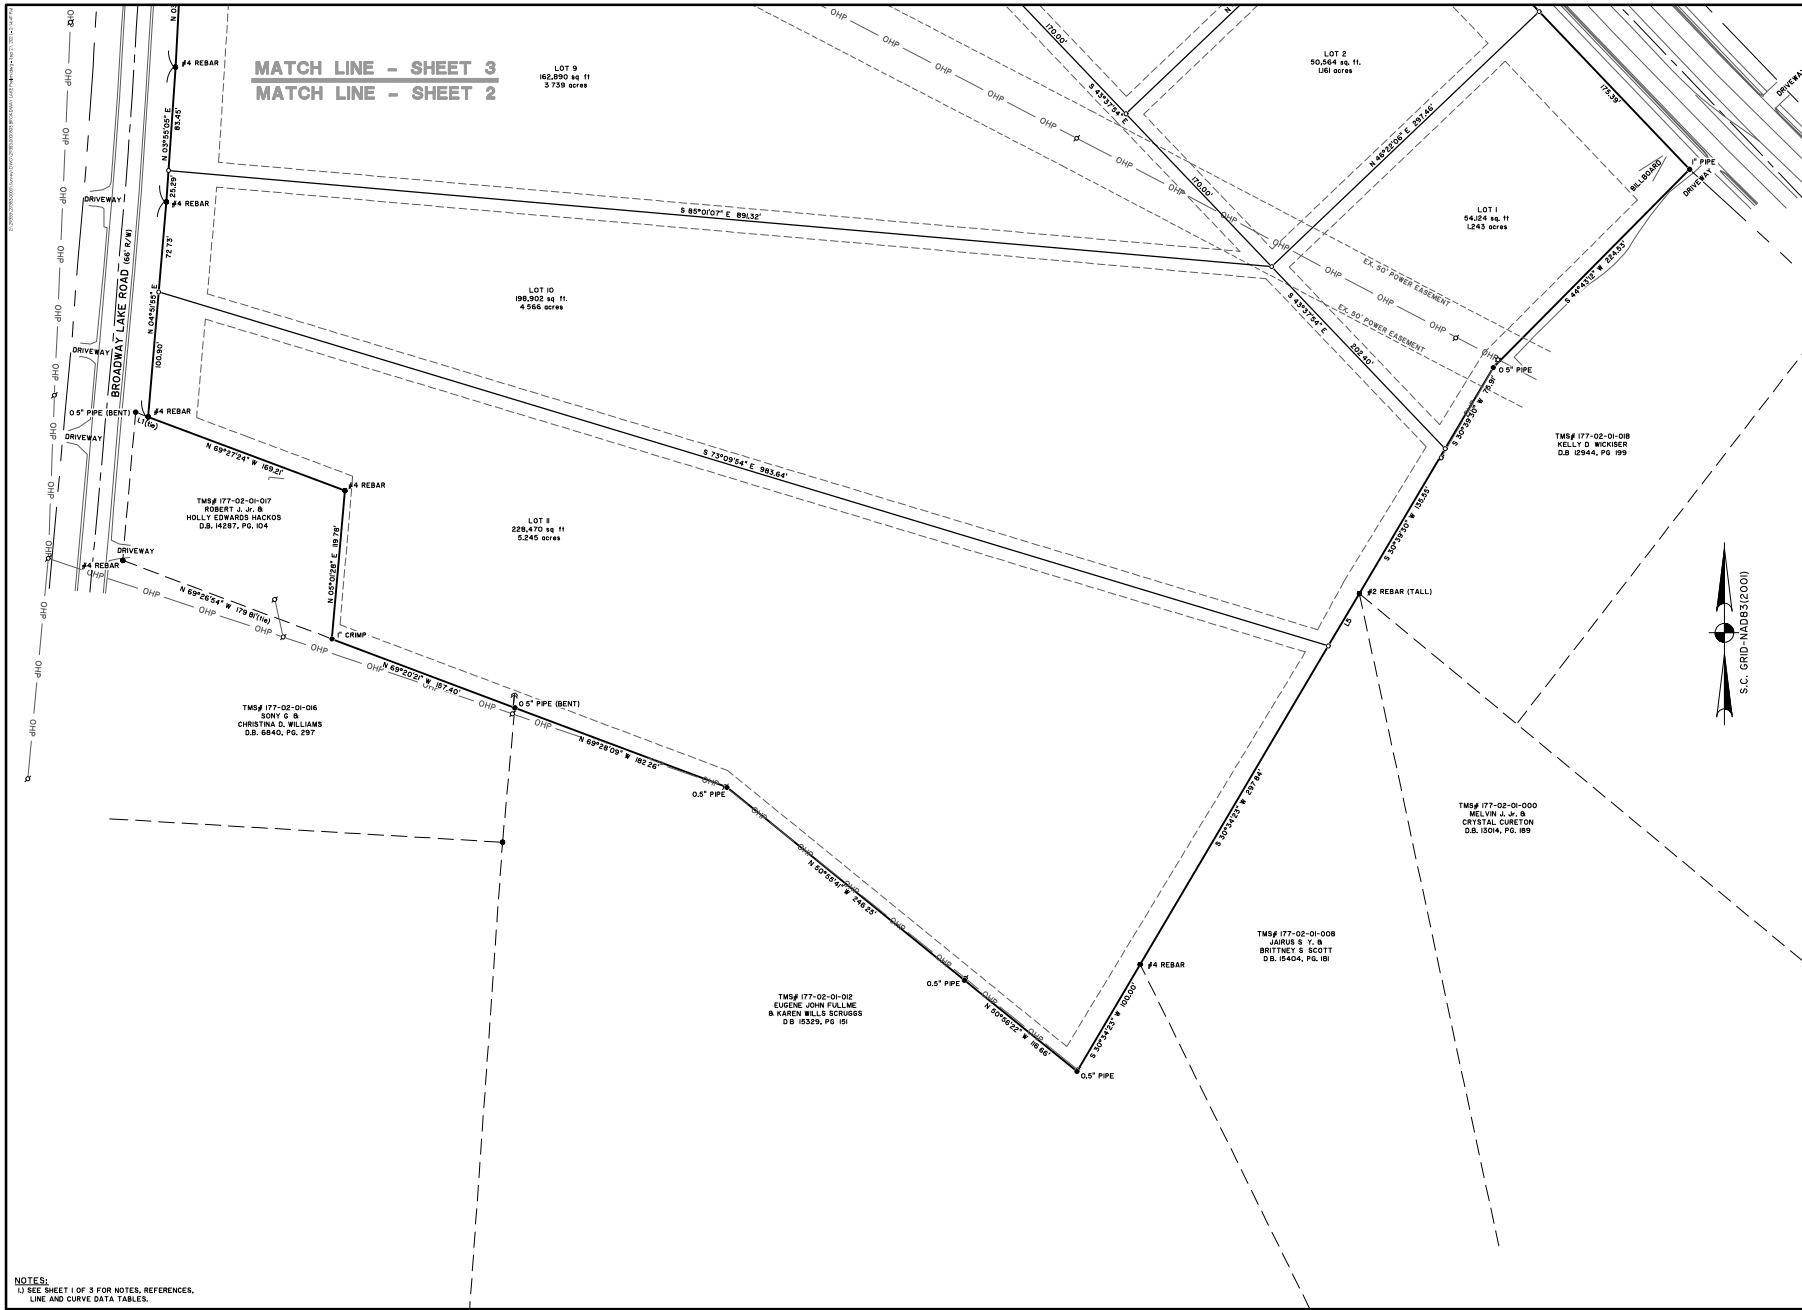 MATCH LINE - SHEET 3
MATCH LINE - SHEET 2
LOT 9
162,890 sq ft
3 739 acres
LOT 2
50,564 sq. ft.
1.161 acres
LOT 1
54,124 sq. ft
1.243 acres
LOT 10
198,902 sq ft.
4 566 acres
LOT 11
228,470 sq ft
5.245 acres
#4 REBAR
N 03°55'05" E
83.45'
25.29'
#4 REBAR
72.73'
N 04°51'55" E
100.90'
#4 REBAR
0 5" PIPE (BENT)
L7(tie)
DRIVEWAY
DRIVEWAY
DRIVEWAY
DRIVEWAY
BROADWAY LAKE ROAD (66' R/W)
S 85°01'07" E 891.32'
170.00'
S 43°37'54" E
170.00'
N 46°22'06" E 297.46'
175.39'
1" PIPE
DRIVEWAY
DRIVEWAY
BILLBOARD
S 44°43'12" W 224.53'
EX. 50' POWER EASEMENT
EX. 50' POWER EASEMENT
S 43°37'54" E
202.40'
0 5" PIPE
S 30°39'30" W 76.91'
S 30°39'30" W 135.55'
#2 REBAR (TALL)
L5
S 73°09'54" E 983.64'
N 69°27'24" W 169.21'
#4 REBAR
TMS# 177-02-01-017
ROBERT J. Jr. &
HOLLY EDWARDS HACKOS
D.B. 14287, PG. 104
N 05°01'28" E 119.78'
#4 REBAR
N 69°26'54" W 179 81'(tie)
1" CRIMP
N 69°20'21" W 157.40'
0 5" PIPE (BENT)
N 69°28'09" W 182.26'
0.5" PIPE
N 50°55'41" W 246.25'
0.5" PIPE
N 50°56'22" W 116.66'
0.5" PIPE
S 30°34'23" W 100.00'
#4 REBAR
S 30°34'23" W 297 84'
TMS# 177-02-01-018
KELLY D WICKISER
D.B 12944, PG 199
TMS# 177-02-01-016
SONY G &
CHRISTINA D. WILLIAMS
D.B. 6840, PG. 297
TMS# 177-02-01-000
MELVIN J. Jr. &
CRYSTAL CURETON
D.B. 13014, PG. 189
TMS# 177-02-01-008
JAIRUS S Y. &
BRITTNEY S SCOTT
D B. 15404, PG. 181
TMS# 177-02-01-012
EUGENE JOHN FULLME
& KAREN WILLS SCRUGGS
D B 15329, PG 151
OHP
S.C. GRID-NAD83(2001)
NOTES:
1.) SEE SHEET 1 OF 3 FOR NOTES, REFERENCES,
LINE AND CURVE DATA TABLES.